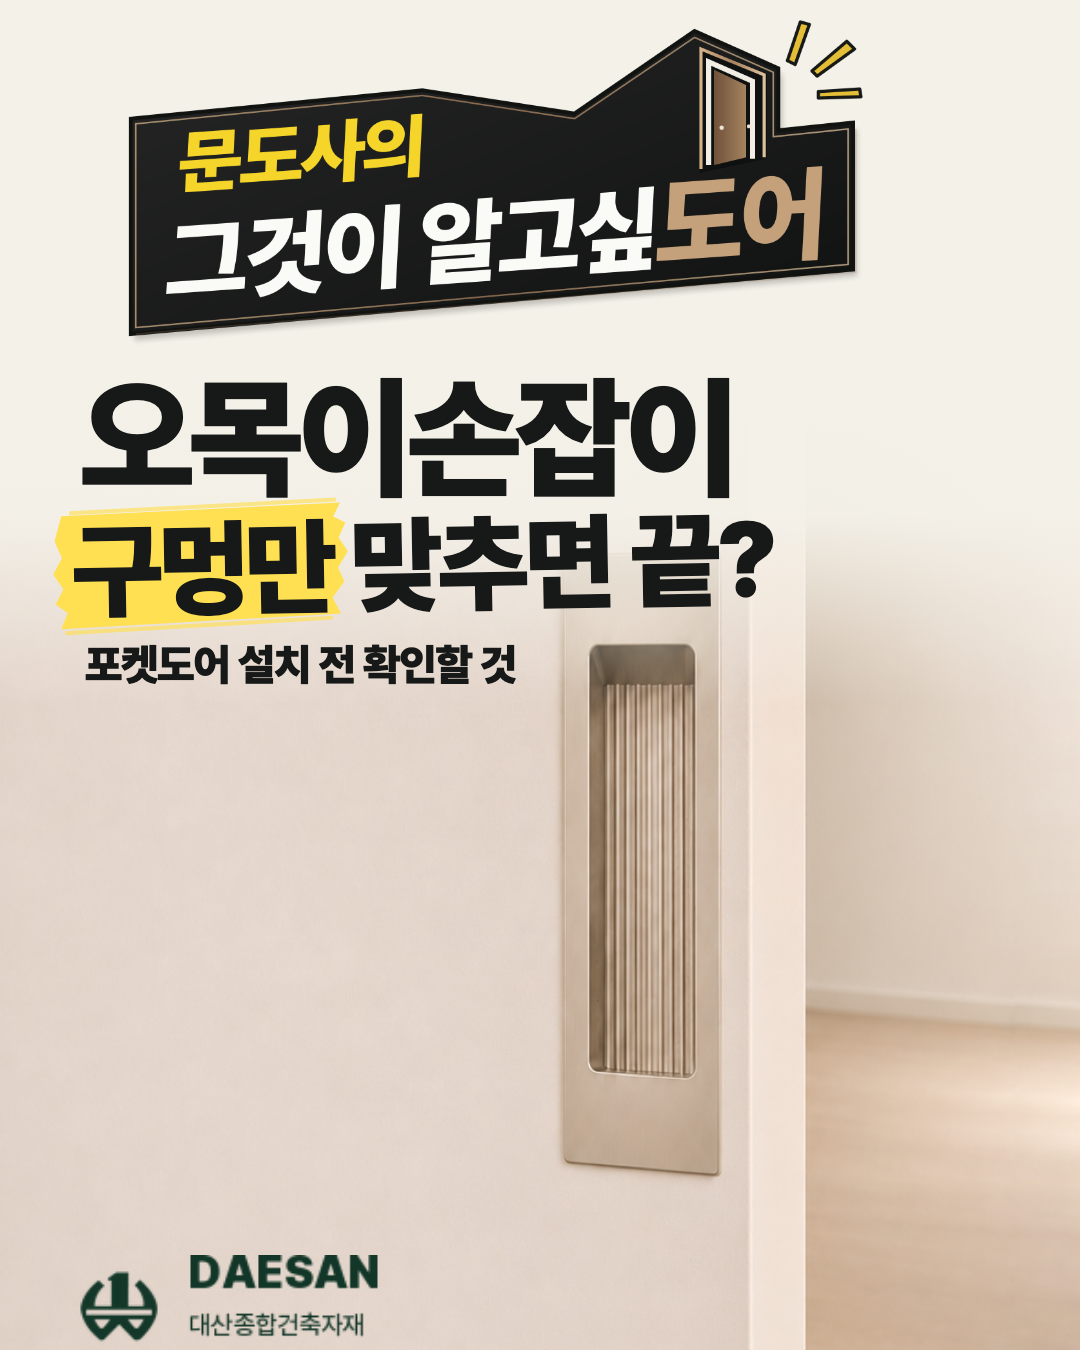 문도사의
그것이 알고싶도어
오목이손잡이
구멍만 맞추면 끝?
포켓도어 설치 전 확인할 것
DAESAN
대산종합건축자재